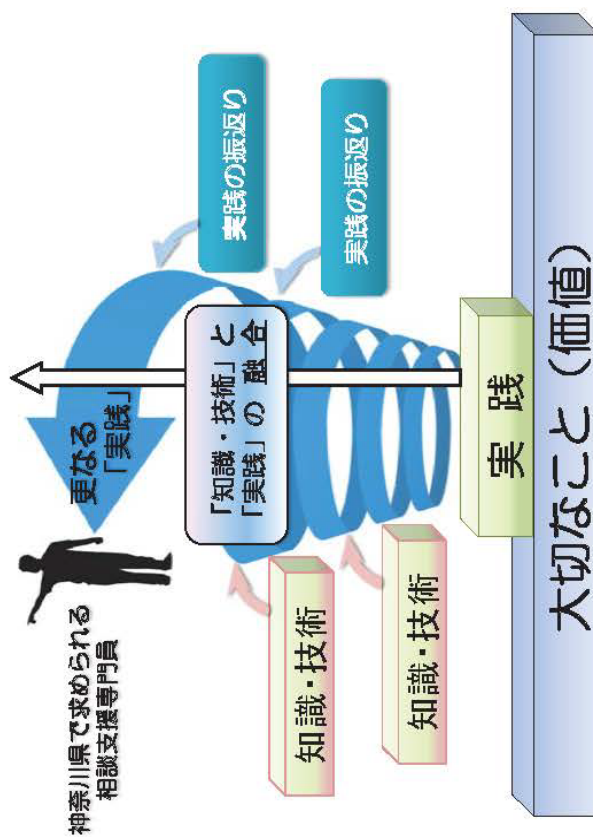 神奈川県で求められる
相談支援専門員
更なる
「実践」
「知識・技術」と
「実践」の 融合
実践の振返り
実践の振返り
知識・技術
知識・技術
実 践
大切なこと（価値）